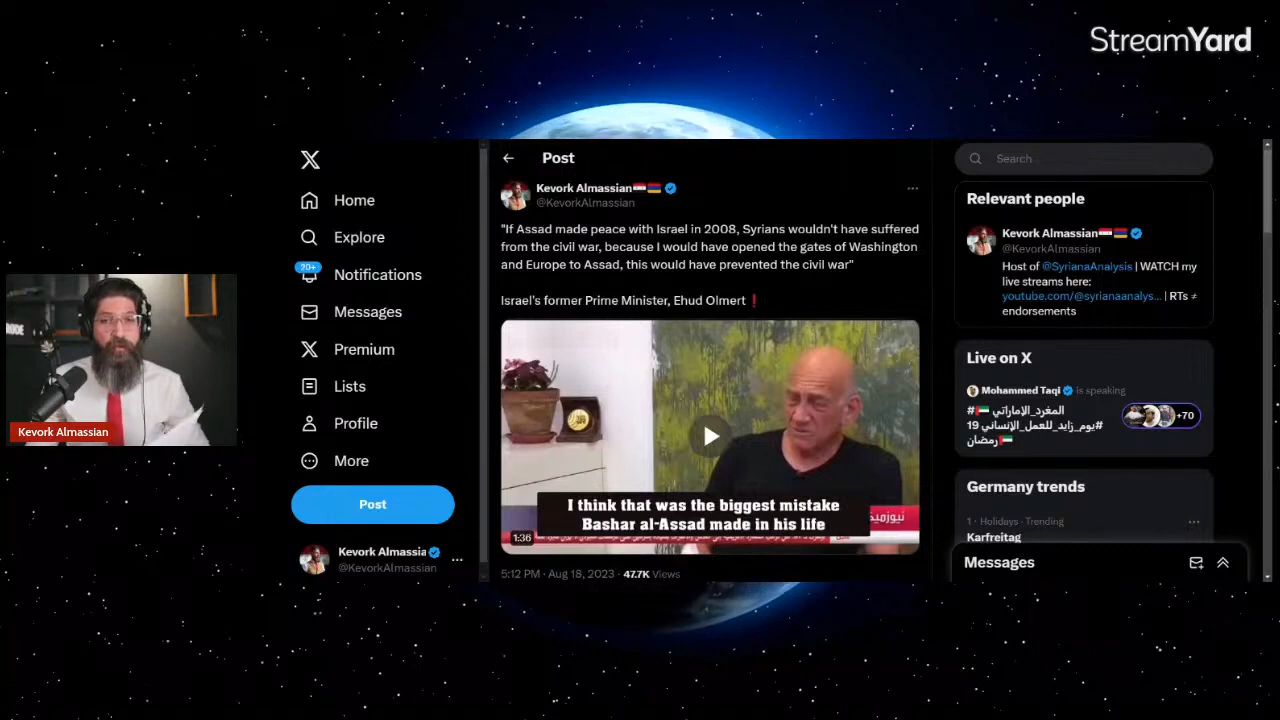 StreamYard
Kevork Almassian
Home
Explore
20+
Notifications
Messages
Premium
Lists
Profile
More
Post
Kevork Almassia
@KevorkAlmassian
Post
Kevork Almassian
@KevorkAlmassian
"If Assad made peace with Israel in 2008, Syrians wouldn't have suffered
from the civil war, because I would have opened the gates of Washington
and Europe to Assad, this would have prevented the civil war"
Israel's former Prime Minister, Ehud Olmert❗
I think that was the biggest mistake
Bashar al-Assad made in his life
1:36
5:12 PM · Aug 18, 2023 · 47.7K Views
Search
Relevant people
Kevork Almassian
@KevorkAlmassian
Host of @SyrianaAnalysis | WATCH my
live streams here:
youtube.com/@syrianaanalys... | RTs ≠
endorsements
Live on X
Mohammed Taqi is speaking
المغرد_الإماراتي #
#يوم_زايد_للعمل_الإنساني 19
رمضان
+70
Germany trends
1 · Holidays · Trending
Karfreitag
Messages